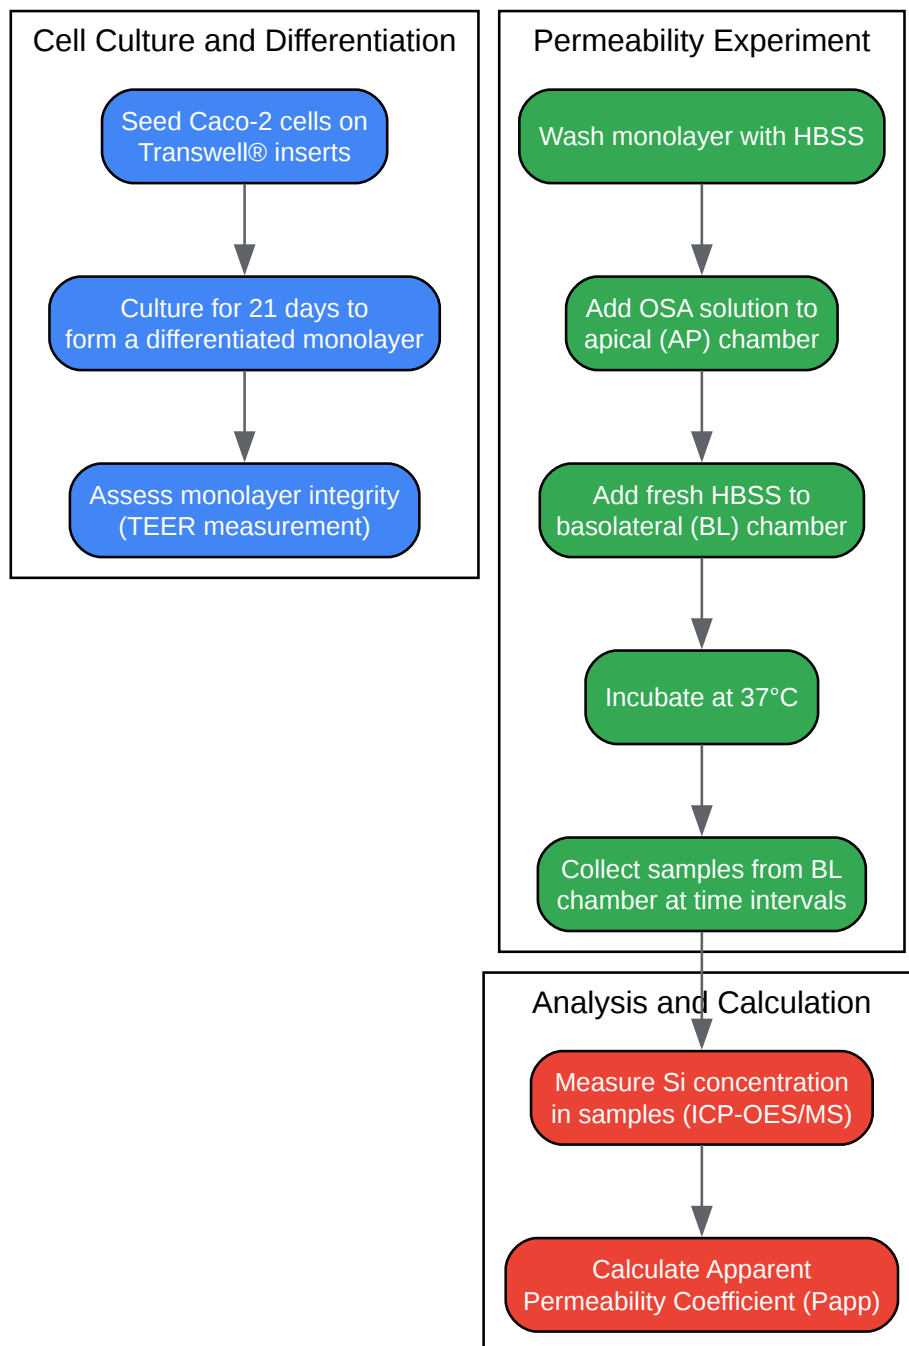 Cell Culture and Differentiation
Seed Caco-2 cells on
Transwell® inserts
Culture for 21 days to
form a differentiated monolayer
Assess monolayer integrity
(TEER measurement)
Permeability Experiment
Wash monolayer with HBSS
Add OSA solution to
apical (AP) chamber
Add fresh HBSS to
basolateral (BL) chamber
Incubate at 37°C
Collect samples from BL
chamber at time intervals
Analysis and Calculation
Measure Si concentration
in samples (ICP-OES/MS)
Calculate Apparent
Permeability Coefficient (Papp)